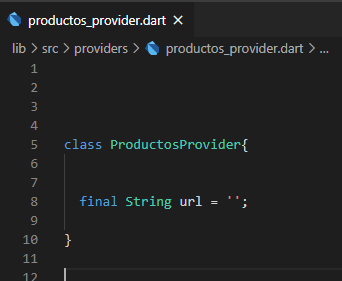 productos_provider.dart ×
lib > src > providers > productos_provider.dart > ...
1
2
3
4
5 class ProductosProvider{
6
7
8 final String url = '';
9
10 }
11
12